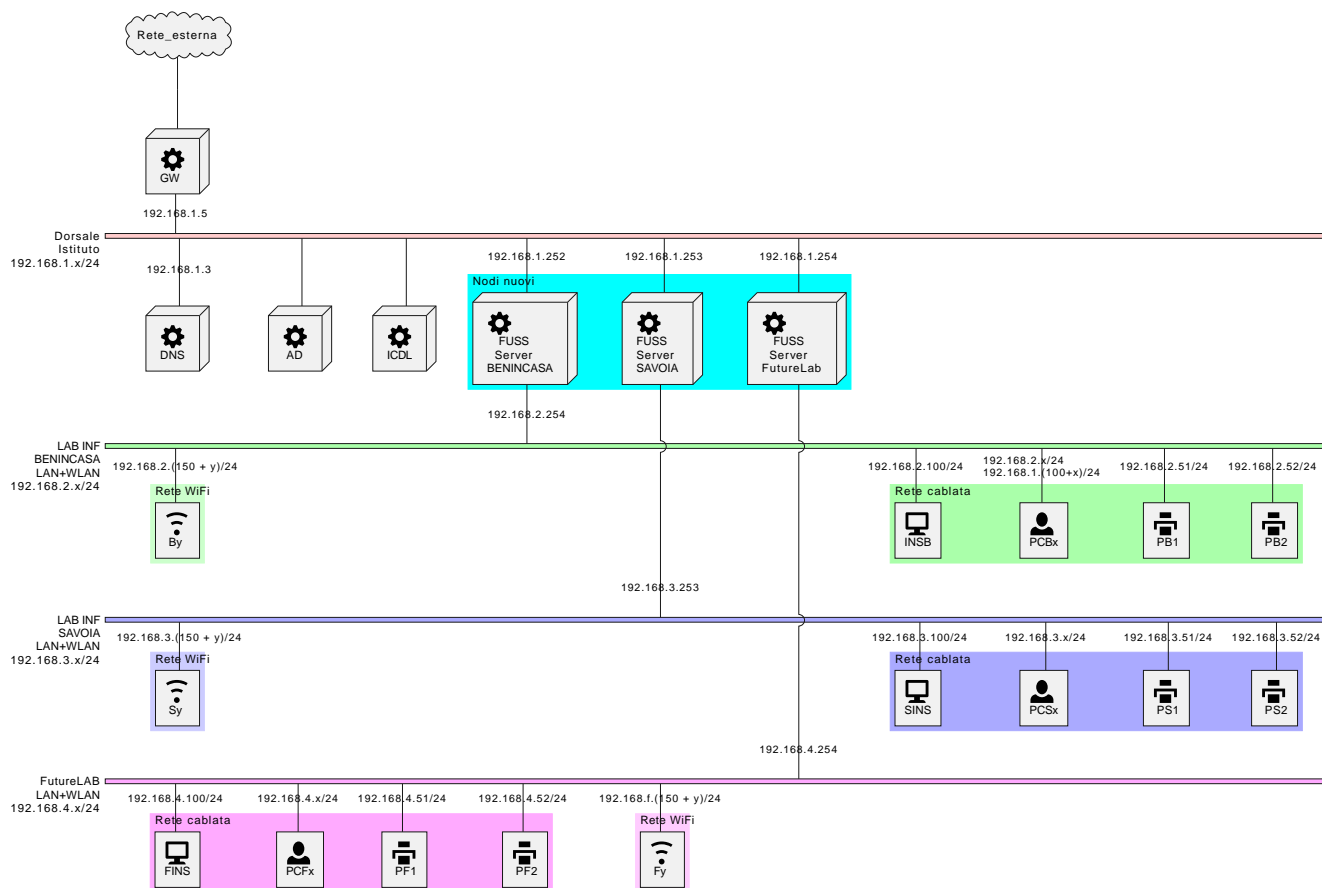 Rete_esterna
GW
192.168.1.5
Dorsale
Istituto
192.168.1.x/24
192.168.1.3
192.168.1.252
192.168.1.253
192.168.1.254
Nodi nuovi
DNS
AD
ICDL
FUSS
Server
BENINCASA
FUSS
Server
SAVOIA
FUSS
Server
FutureLab
192.168.2.254
LAB INF
BENINCASA
LAN+WLAN
192.168.2.x/24
192.168.2.(150 + y)/24
Rete WiFi
By
192.168.2.100/24
192.168.2.x/24
192.168.1.(100+x)/24
192.168.2.51/24
192.168.2.52/24
Rete cablata
INSB
PCBx
PB1
PB2
192.168.3.253
LAB INF
SAVOIA
LAN+WLAN
192.168.3.x/24
192.168.3.(150 + y)/24
Rete WiFi
Sy
192.168.3.100/24
192.168.3.x/24
192.168.3.51/24
192.168.3.52/24
Rete cablata
SINS
PCSx
PS1
PS2
192.168.4.254
FutureLAB
LAN+WLAN
192.168.4.x/24
192.168.4.100/24
192.168.4.x/24
192.168.4.51/24
192.168.4.52/24
192.168.f.(150 + y)/24
Rete cablata
Rete WiFi
FINS
PCFx
PF1
PF2
Fy